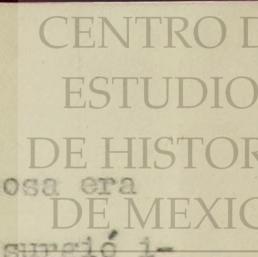 CENTRO D
ESTUDIO
DE HISTOR
osa era
DE MEXIC
surgió i-